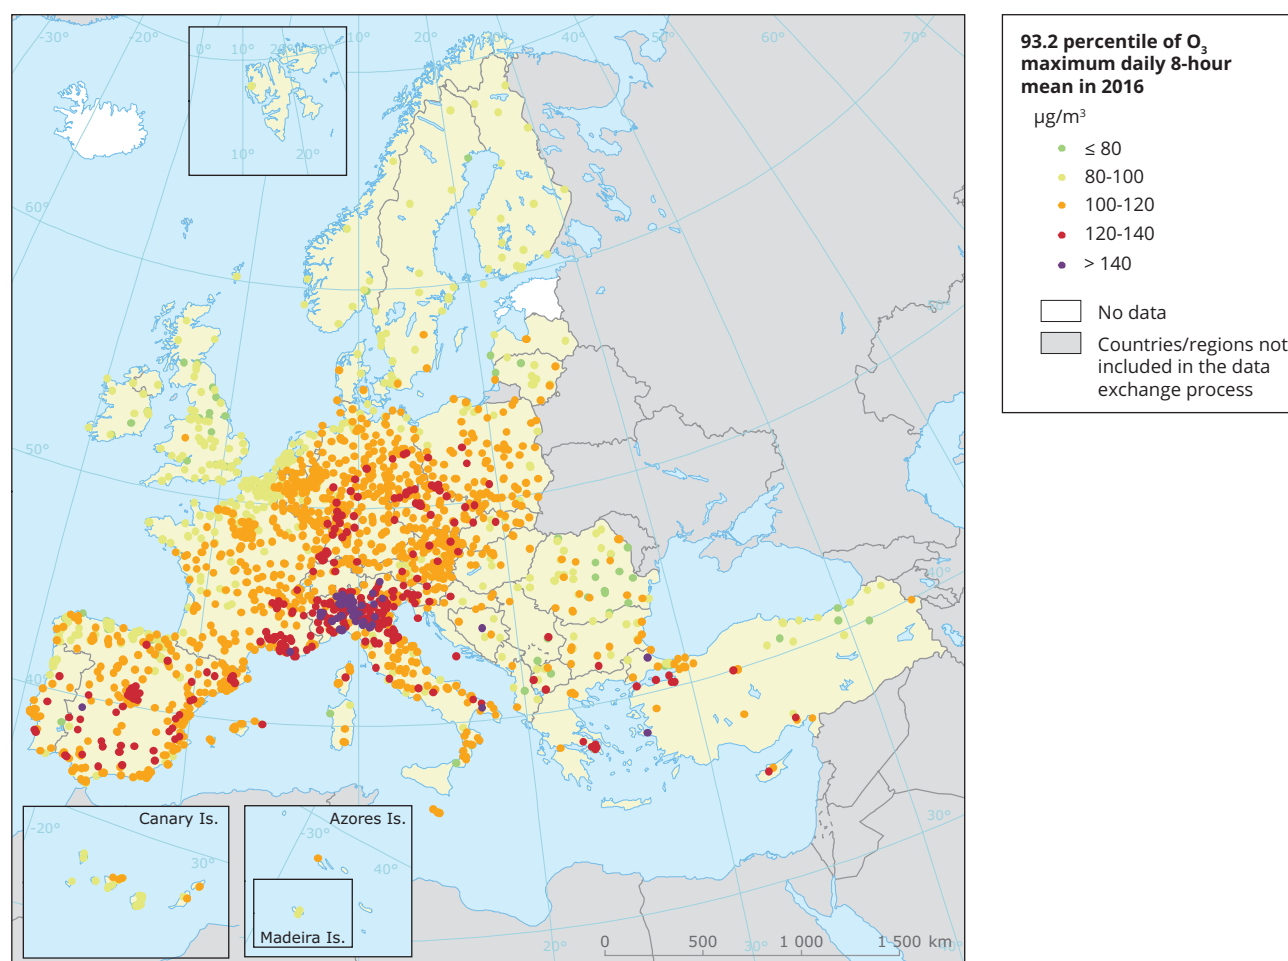 -30°
-20°
0°
10°
20°
30°
10°
20°
10°
20°
30°
40°
50°
60°
70°
60°
50°
40°
40°
30°
20°
30°
40°
Canary Is.
-20°
30°
Azores Is.
-30°
40°
Madeira Is.
0
500
1 000
1 500 km
93.2 percentile of O3
maximum daily 8-hour
mean in 2016
µg/m³
≤ 80
80-100
100-120
120-140
> 140
No data
Countries/regions not
included in the data
exchange process